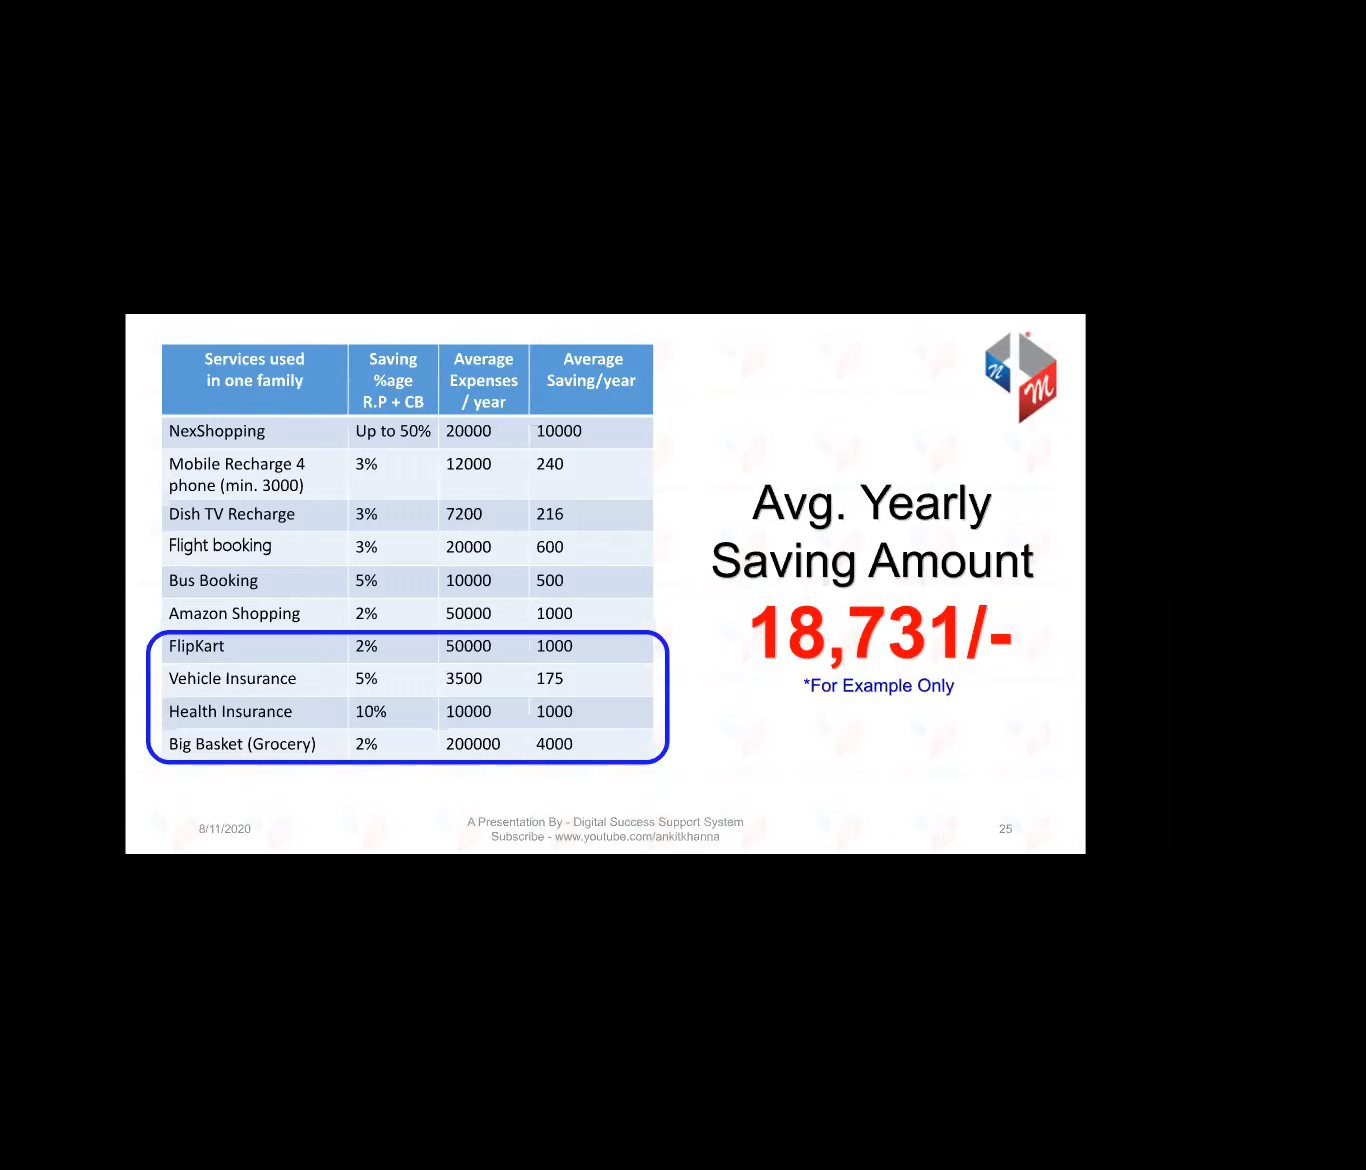 Services used
in one family
Saving
%age
R.P + CB
Average
Expenses
/ year
Average
Saving/year
NexShopping Up to 50% 20000 10000
Mobile Recharge 4
phone (min. 3000) 3% 12000 240
Dish TV Recharge 3% 7200 216
Flight booking 3% 20000 600
Bus Booking 5% 10000 500
Amazon Shopping 2% 50000 1000
FlipKart 2% 50000 1000
Vehicle Insurance 5% 3500 175
Health Insurance 10% 10000 1000
Big Basket (Grocery) 2% 200000 4000
n
m
Avg. Yearly
Saving Amount
18,731/-
*For Example Only
8/11/2020
A Presentation By - Digital Success Support System
Subscribe - www.youtube.com/ankitkhanna
25